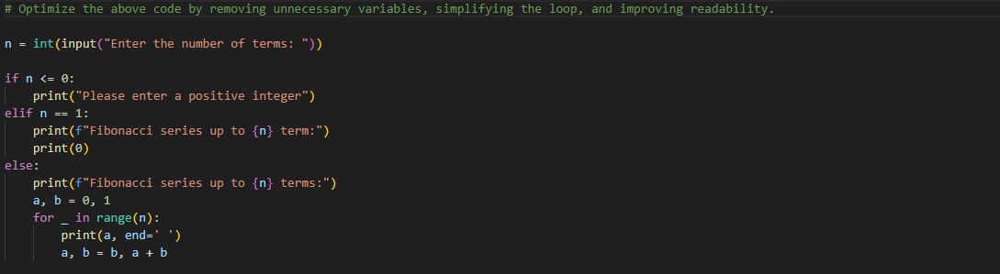 # Optimize the above code by removing unnecessary variables, simplifying the loop, and improving readability.
n = int(input("Enter the number of terms: "))
if n <= 0:
    print("Please enter a positive integer")
elif n == 1:
    print(f"Fibonacci series up to {n} term:")
    print(0)
else:
    print(f"Fibonacci series up to {n} terms:")
    a, b = 0, 1
    for _ in range(n):
        print(a, end=' ')
        a, b = b, a + b